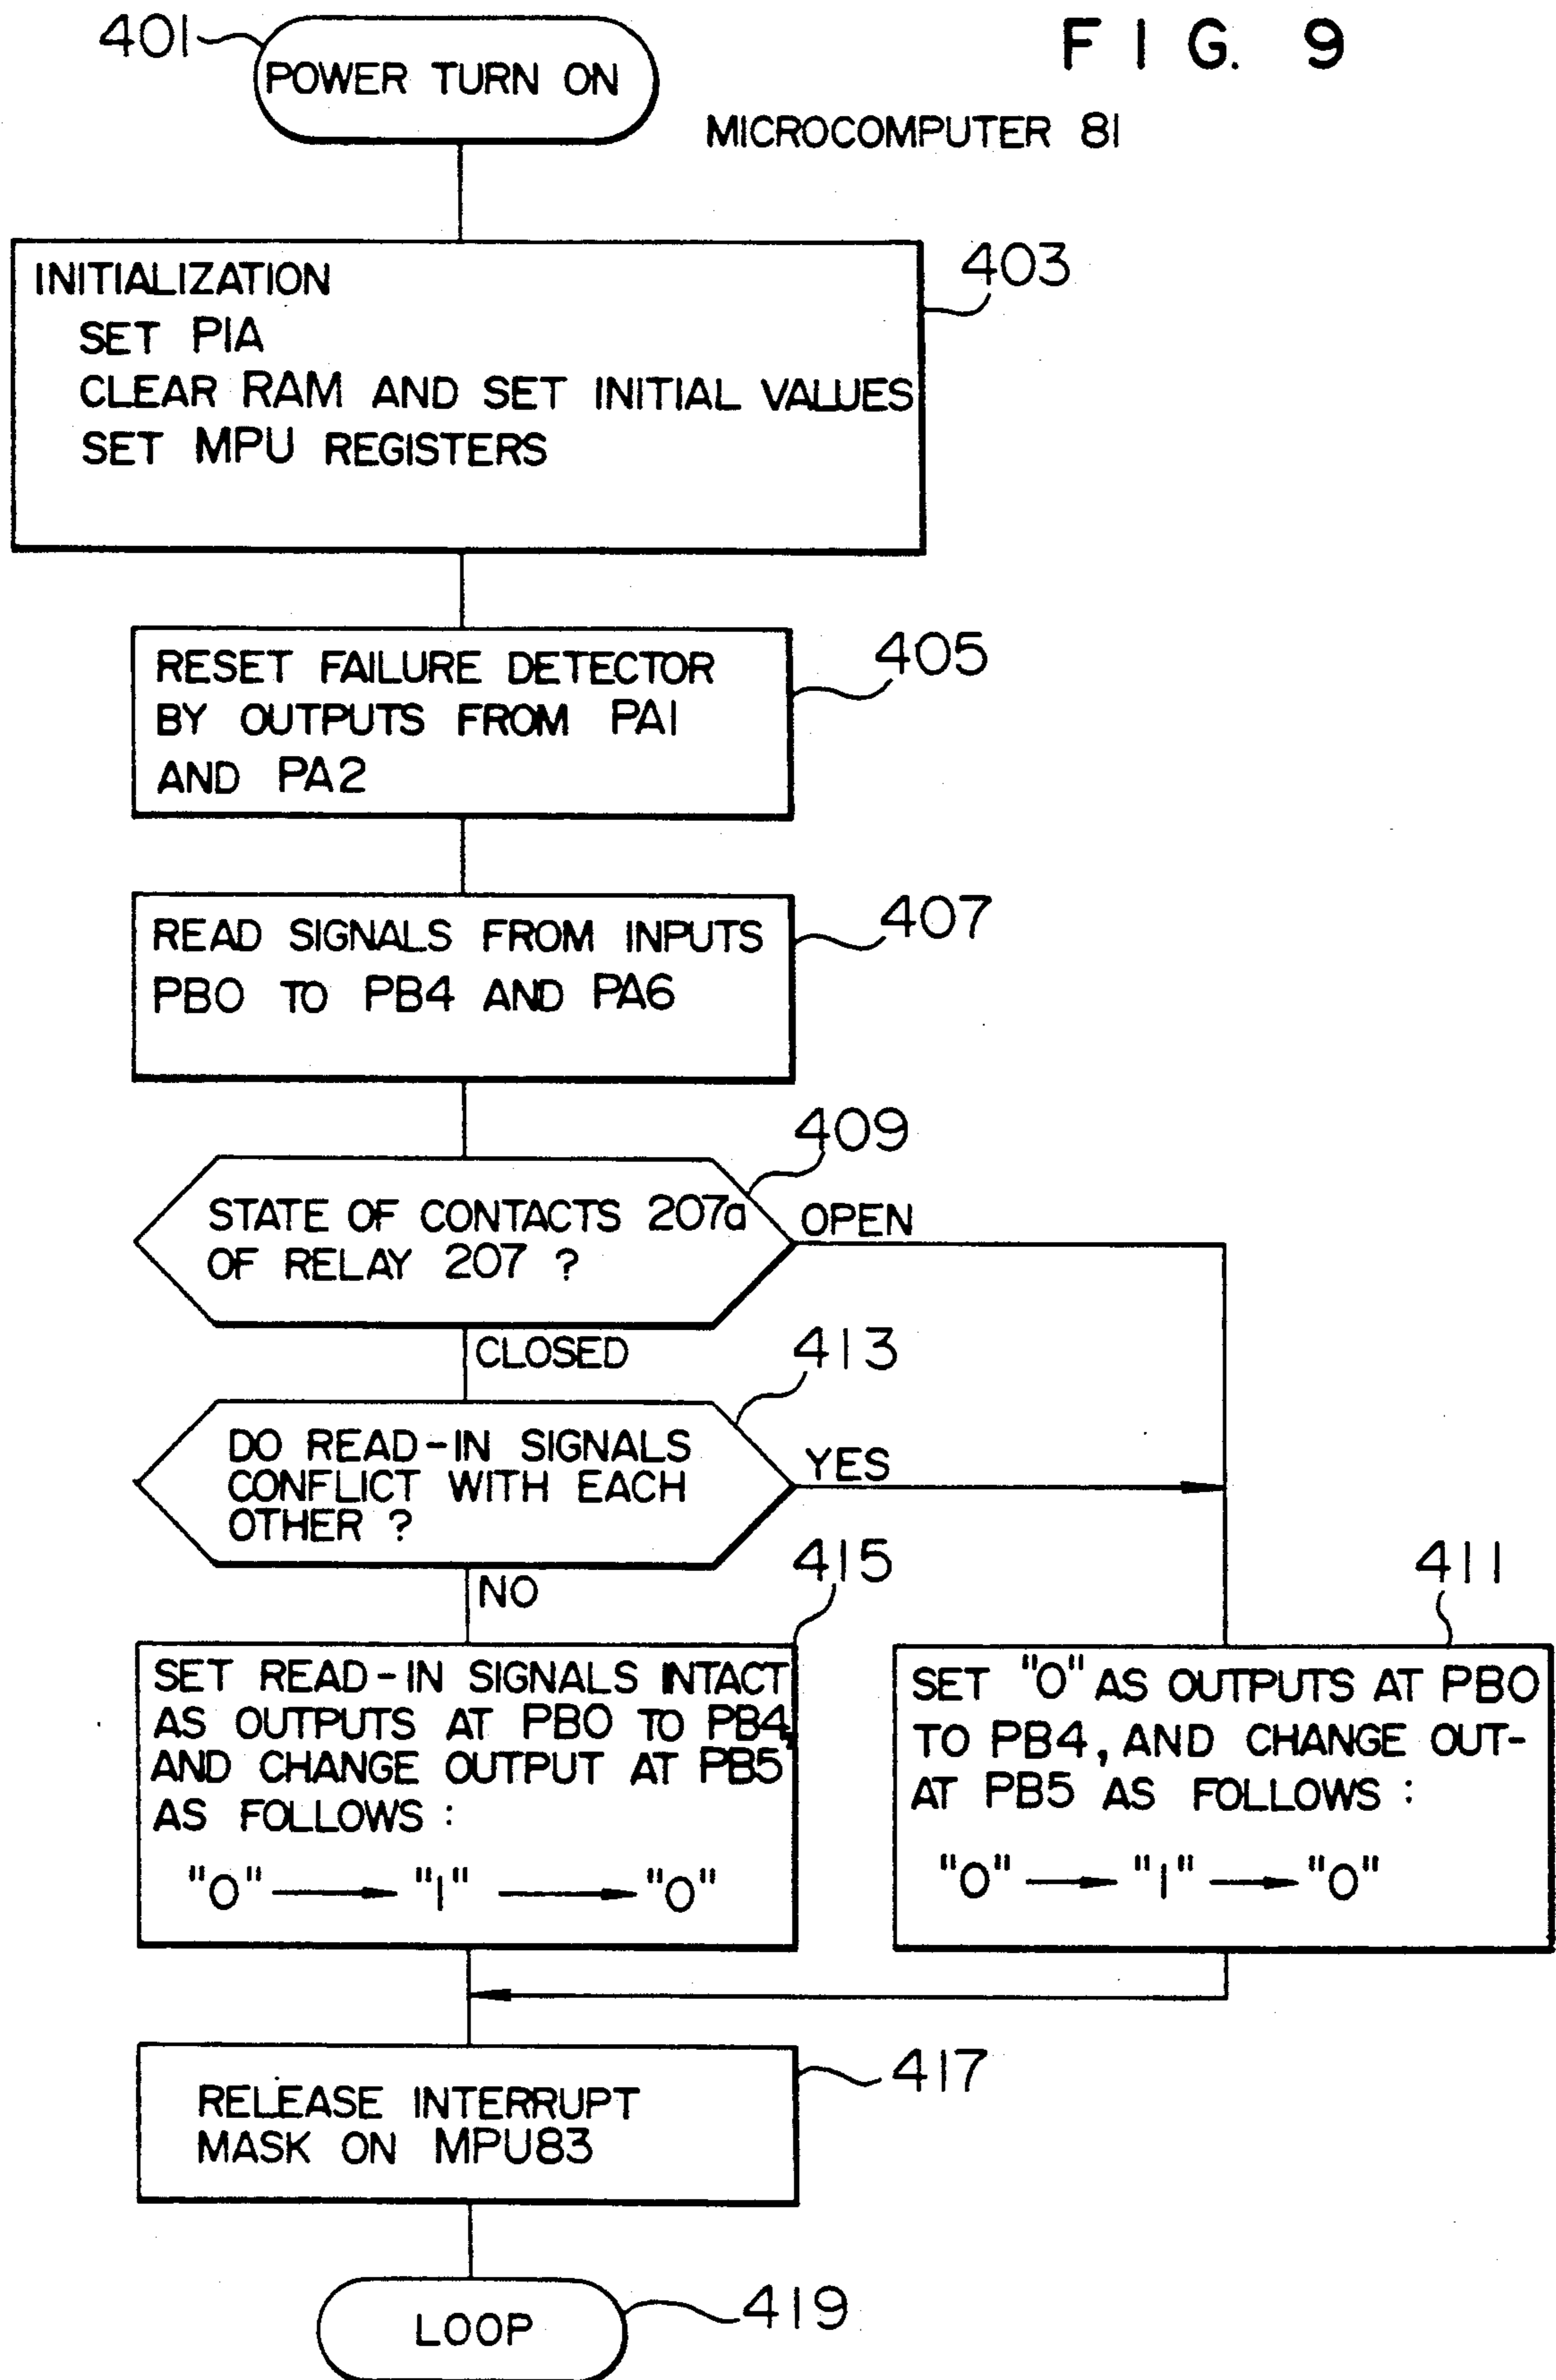 401
POWER TURN ON
FIG. 9
MICROCOMPUTER 81
403
INITIALIZATION
SET PIA
CLEAR RAM AND SET INITIAL VALUES
SET MPU REGISTERS
405
RESET FAILURE DETECTOR
BY OUTPUTS FROM PA1
AND PA2
407
READ SIGNALS FROM INPUTS
PB0 TO PB4 AND PA6
409
STATE OF CONTACTS 207a
OF RELAY 207 ?
OPEN
CLOSED
413
DO READ-IN SIGNALS
CONFLICT WITH EACH
OTHER ?
YES
NO
415
SET READ-IN SIGNALS INTACT
AS OUTPUTS AT PB0 TO PB4,
AND CHANGE OUTPUT AT PB5
AS FOLLOWS :
"0" → "1" → "0"
411
SET "0" AS OUTPUTS AT PB0
TO PB4, AND CHANGE OUT-
AT PB5 AS FOLLOWS :
"0" → "1" → "0"
417
RELEASE INTERRUPT
MASK ON MPU83
419
LOOP